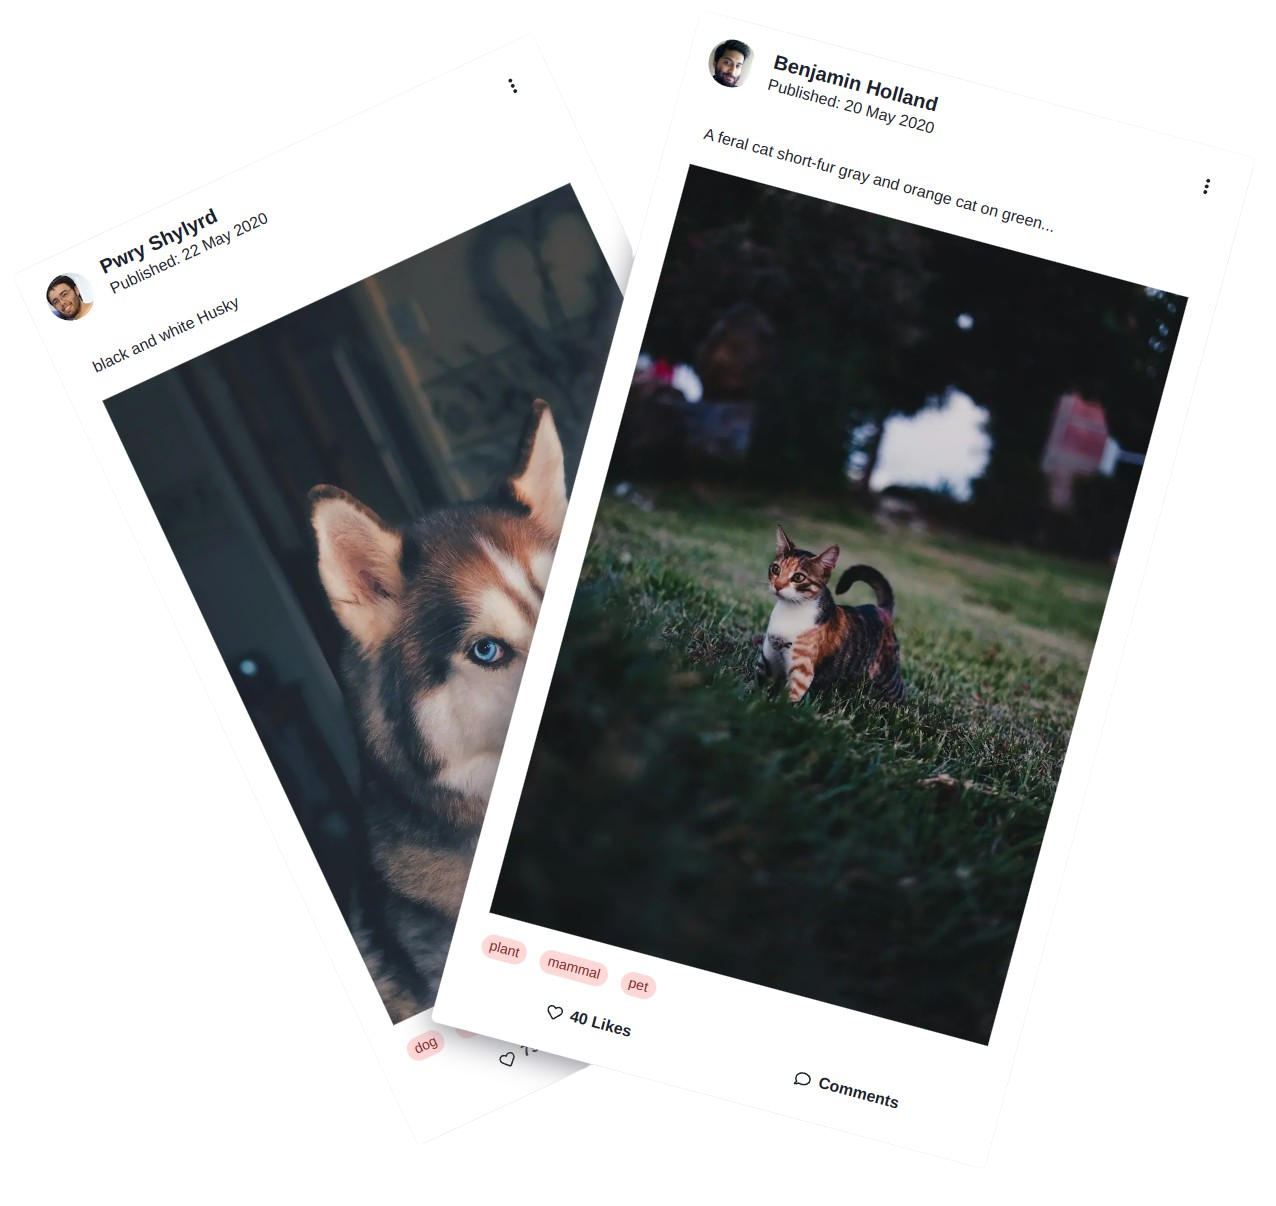 Pwry Shylyrd
Published: 22 May 2020
black and white Husky
dog
Benjamin Holland
Published: 20 May 2020
A feral cat short-fur gray and orange cat on green...
plant
mammal
pet
40 Likes
Comments